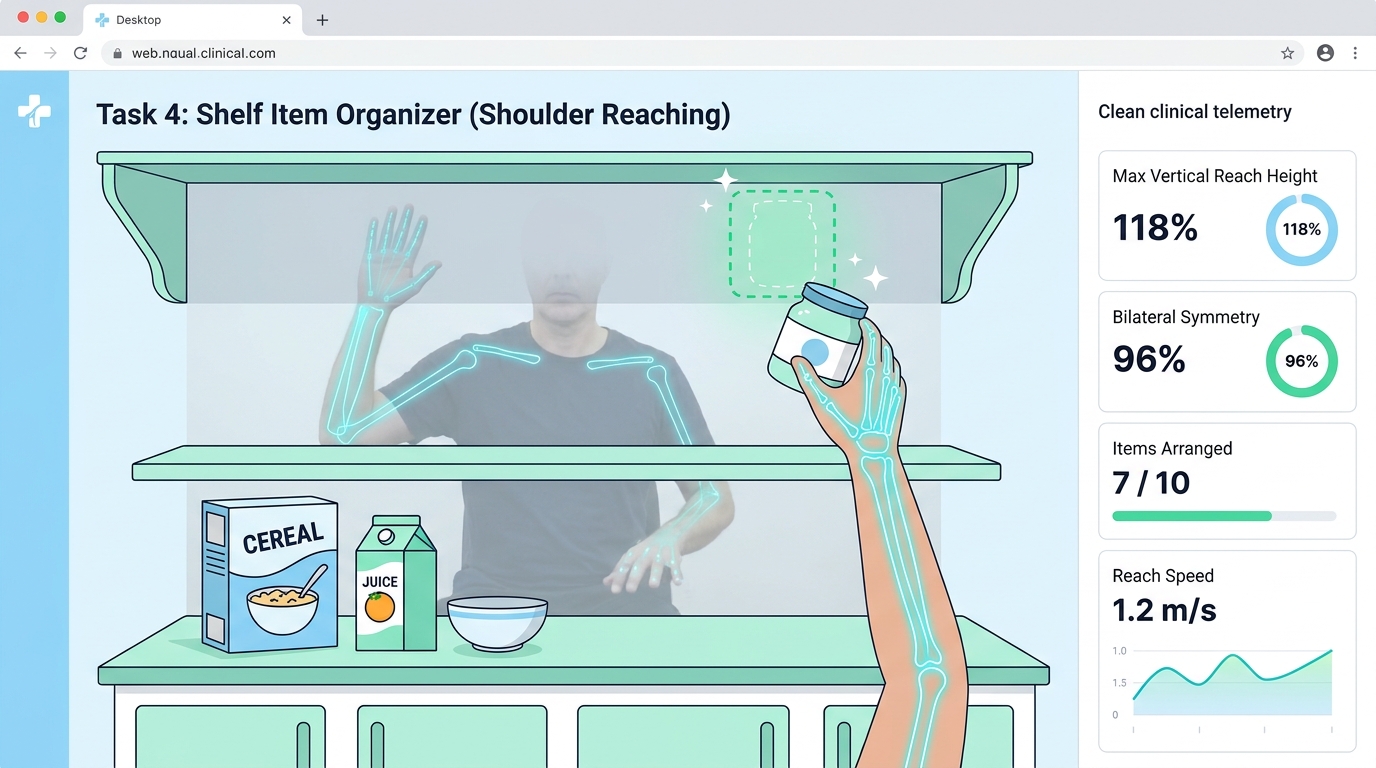 Desktop
web.nqual.clinical.com
Task 4: Shelf Item Organizer (Shoulder Reaching)
CEREAL
JUICE
Clean clinical telemetry
Max Vertical Reach Height
118%
118%
Bilateral Symmetry
96%
96%
Items Arranged
7 / 10
Reach Speed
1.2 m/s
1.0
1.5
0